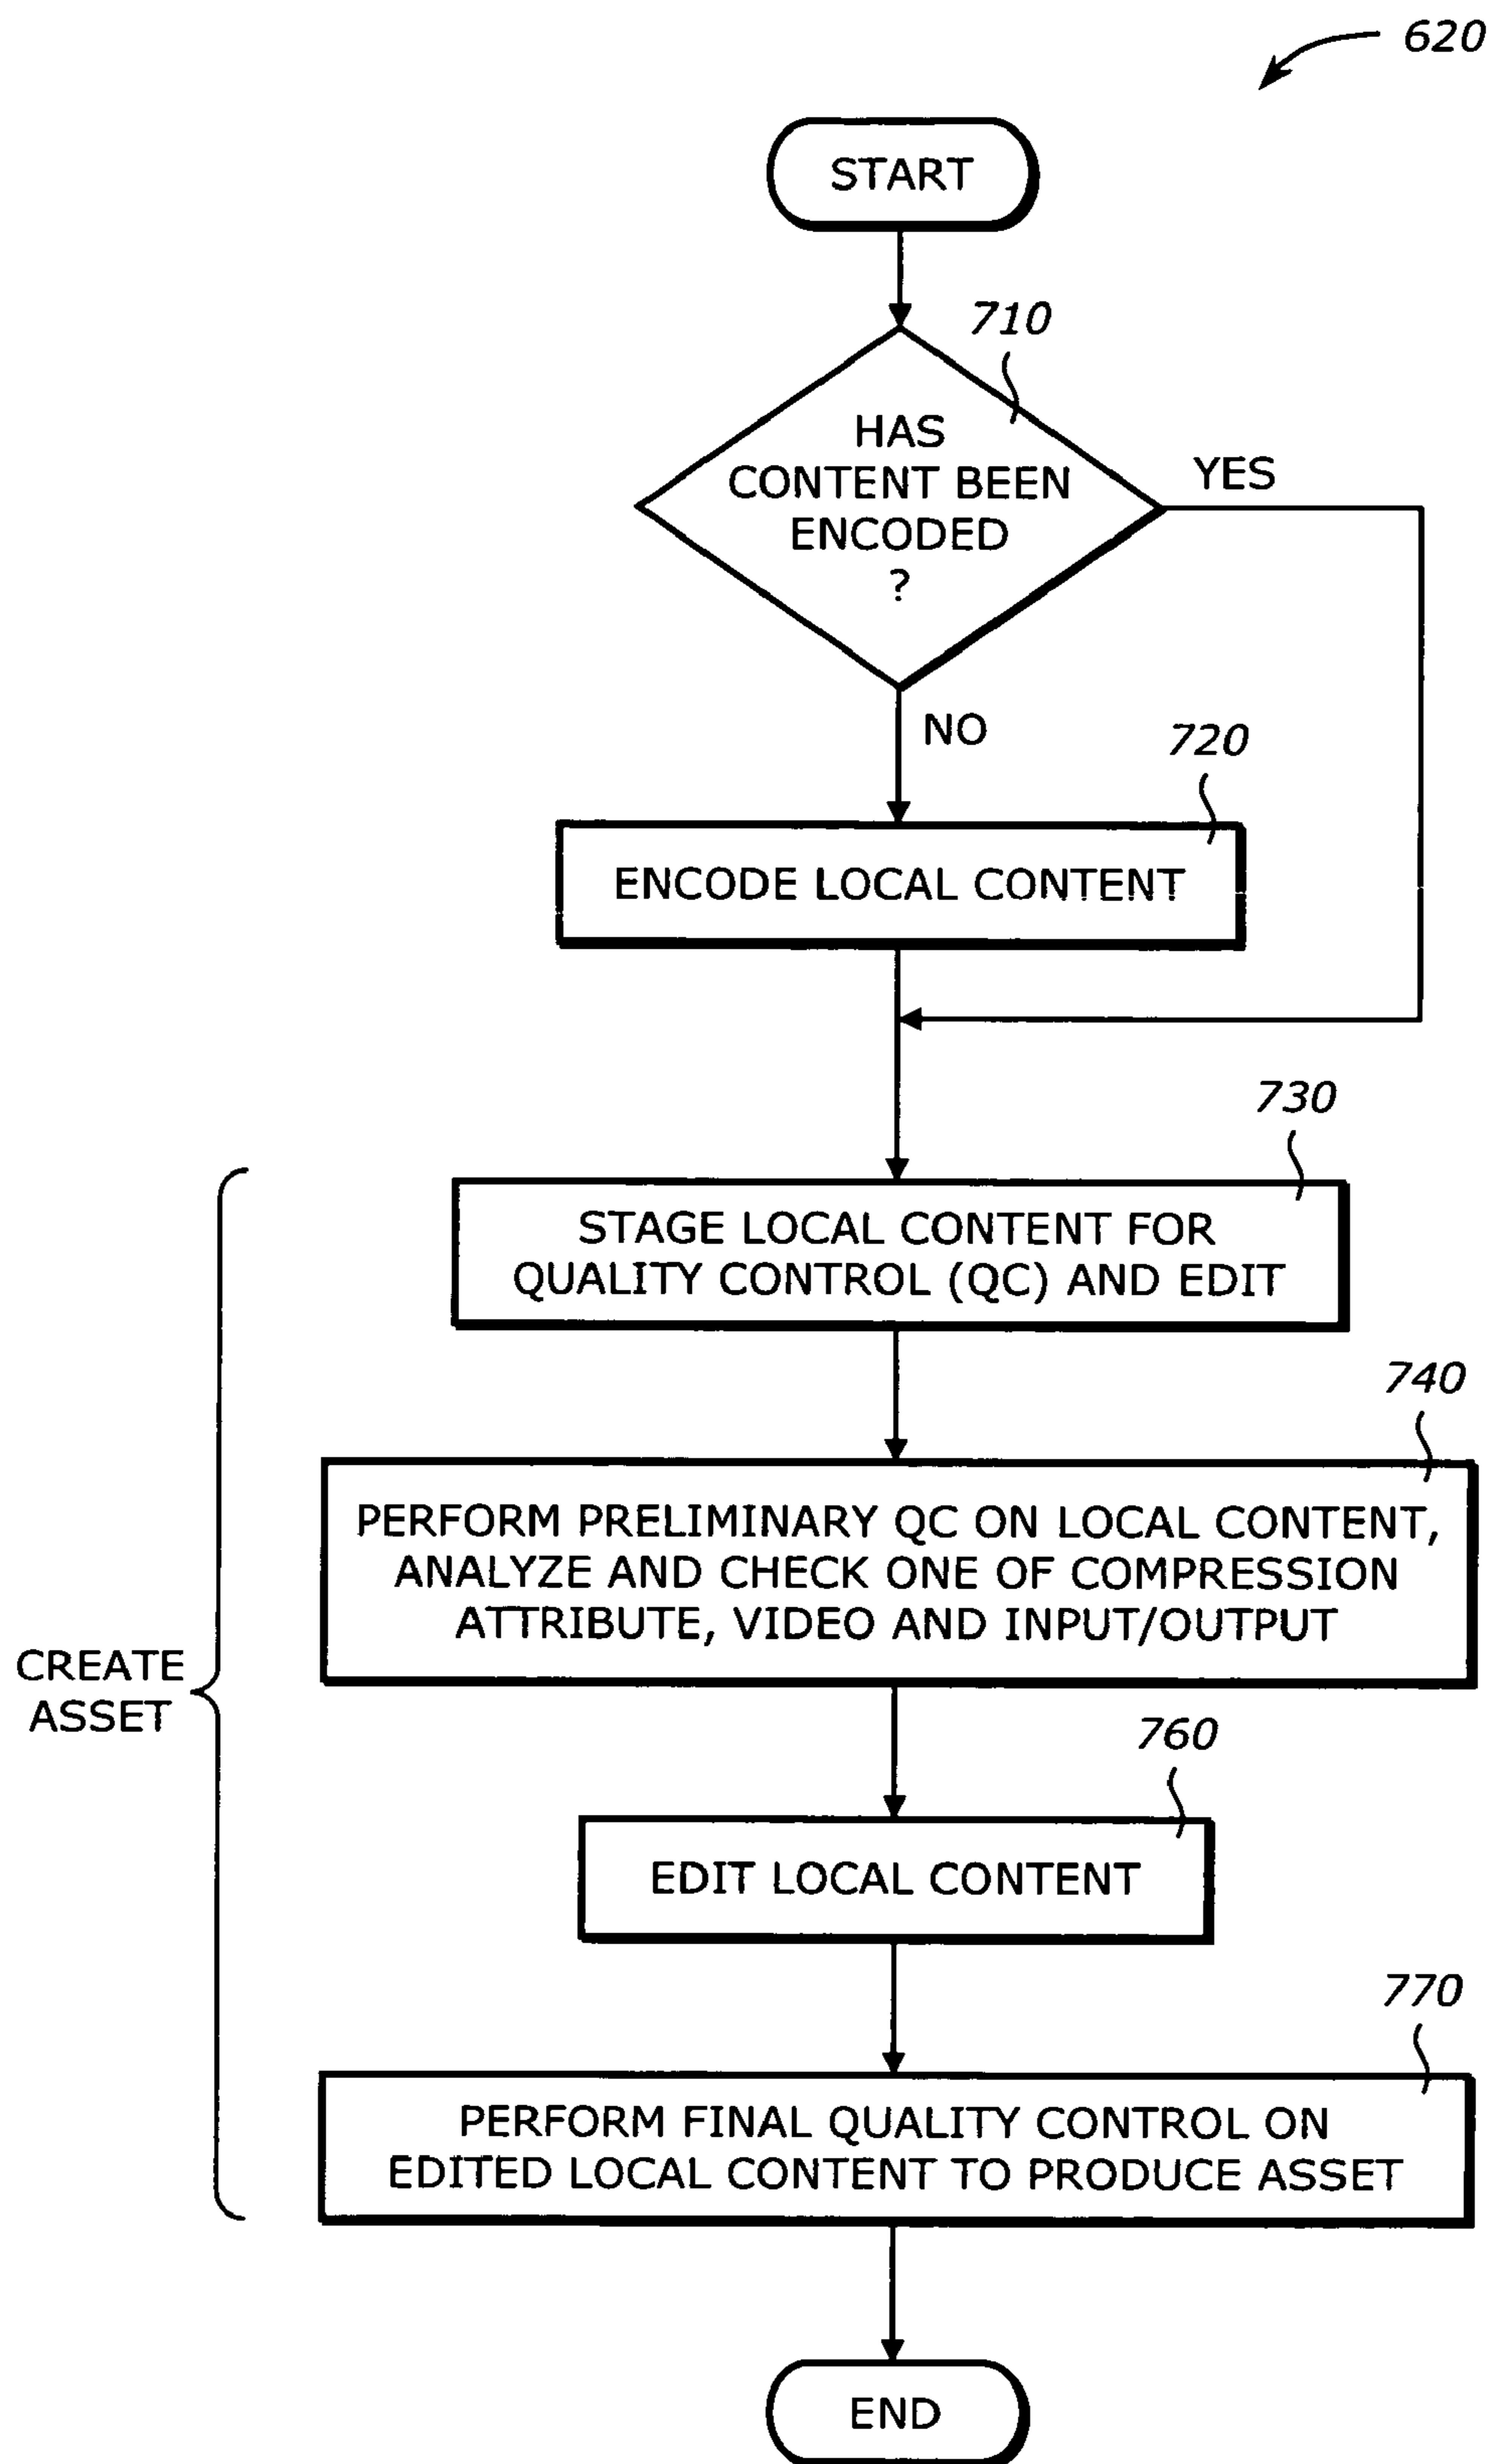 620
START
710
HAS
CONTENT BEEN
ENCODED
?
YES
NO
720
ENCODE LOCAL CONTENT
730
STAGE LOCAL CONTENT FOR
QUALITY CONTROL (QC) AND EDIT
740
PERFORM PRELIMINARY QC ON LOCAL CONTENT,
ANALYZE AND CHECK ONE OF COMPRESSION
ATTRIBUTE, VIDEO AND INPUT/OUTPUT
CREATE
ASSET
760
EDIT LOCAL CONTENT
770
PERFORM FINAL QUALITY CONTROL ON
EDITED LOCAL CONTENT TO PRODUCE ASSET
END